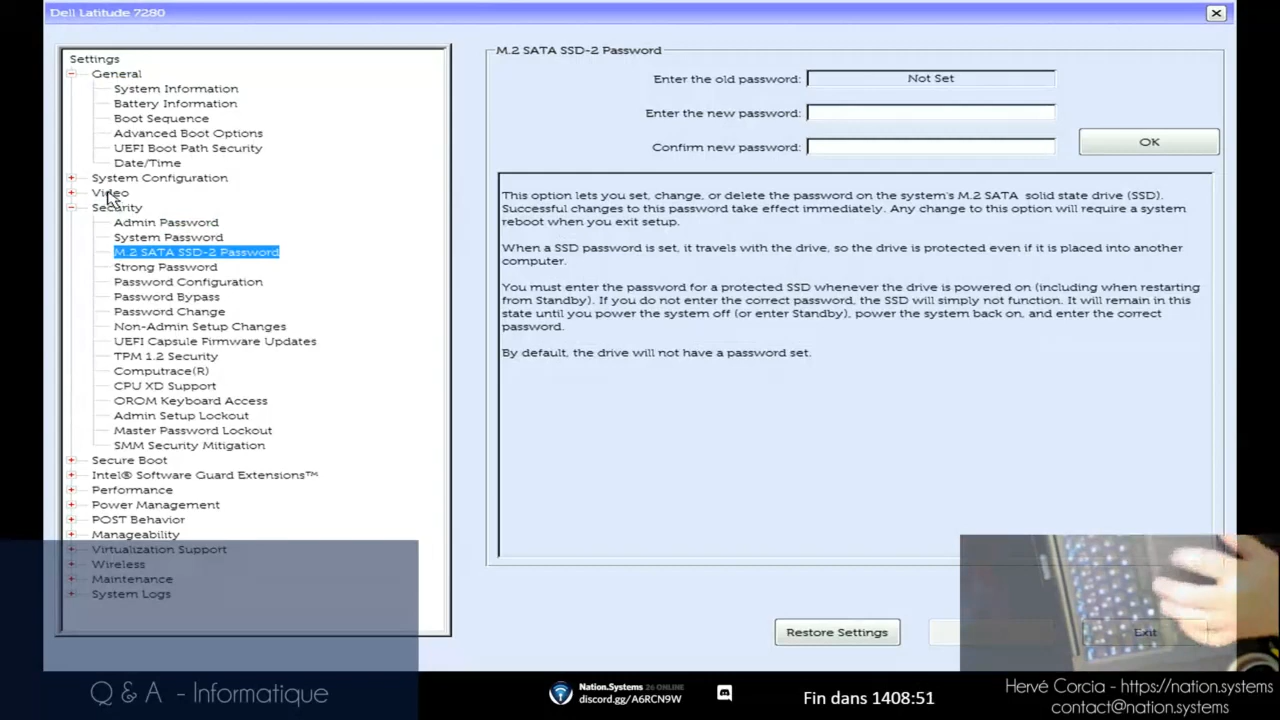 Dell Latitude 7280
Settings
General
System Information
Battery Information
Boot Sequence
Advanced Boot Options
UEFI Boot Path Security
Date/Time
System Configuration
Video
Security
Admin Password
System Password
M.2 SATA SSD-2 Password
Strong Password
Password Configuration
Password Bypass
Password Change
Non-Admin Setup Changes
UEFI Capsule Firmware Updates
TPM 1.2 Security
Computrace(R)
CPU XD Support
OROM Keyboard Access
Admin Setup Lockout
Master Password Lockout
SMM Security Mitigation
Secure Boot
Intel® Software Guard Extensions™
Performance
Power Management
POST Behavior
Manageability
Virtualization Support
Wireless
Maintenance
System Logs
M.2 SATA SSD-2 Password
Enter the old password: Not Set
Enter the new password:
Confirm new password:
OK
This option lets you set, change, or delete the password on the system's M.2 SATA solid state drive (SSD).
Successful changes to this password take effect immediately. Any change to this option will require a system
reboot when you exit setup.
When a SSD password is set, it travels with the drive, so the drive is protected even if it is placed into another
computer.
You must enter the password for a protected SSD whenever the drive is powered on (including when restarting
from Standby). If you do not enter the correct password, the SSD will simply not function. It will remain in this
state until you power the system off (or enter Standby), power the system back on, and enter the correct
password.
By default, the drive will not have a password set.
Restore Settings
Exit
Q & A - Informatique
Nation.Systems 26 ONLINE
discord.gg/A6RCN9W
Fin dans 1408:51
Hervé Corcia - https://nation.systems
contact@nation.systems